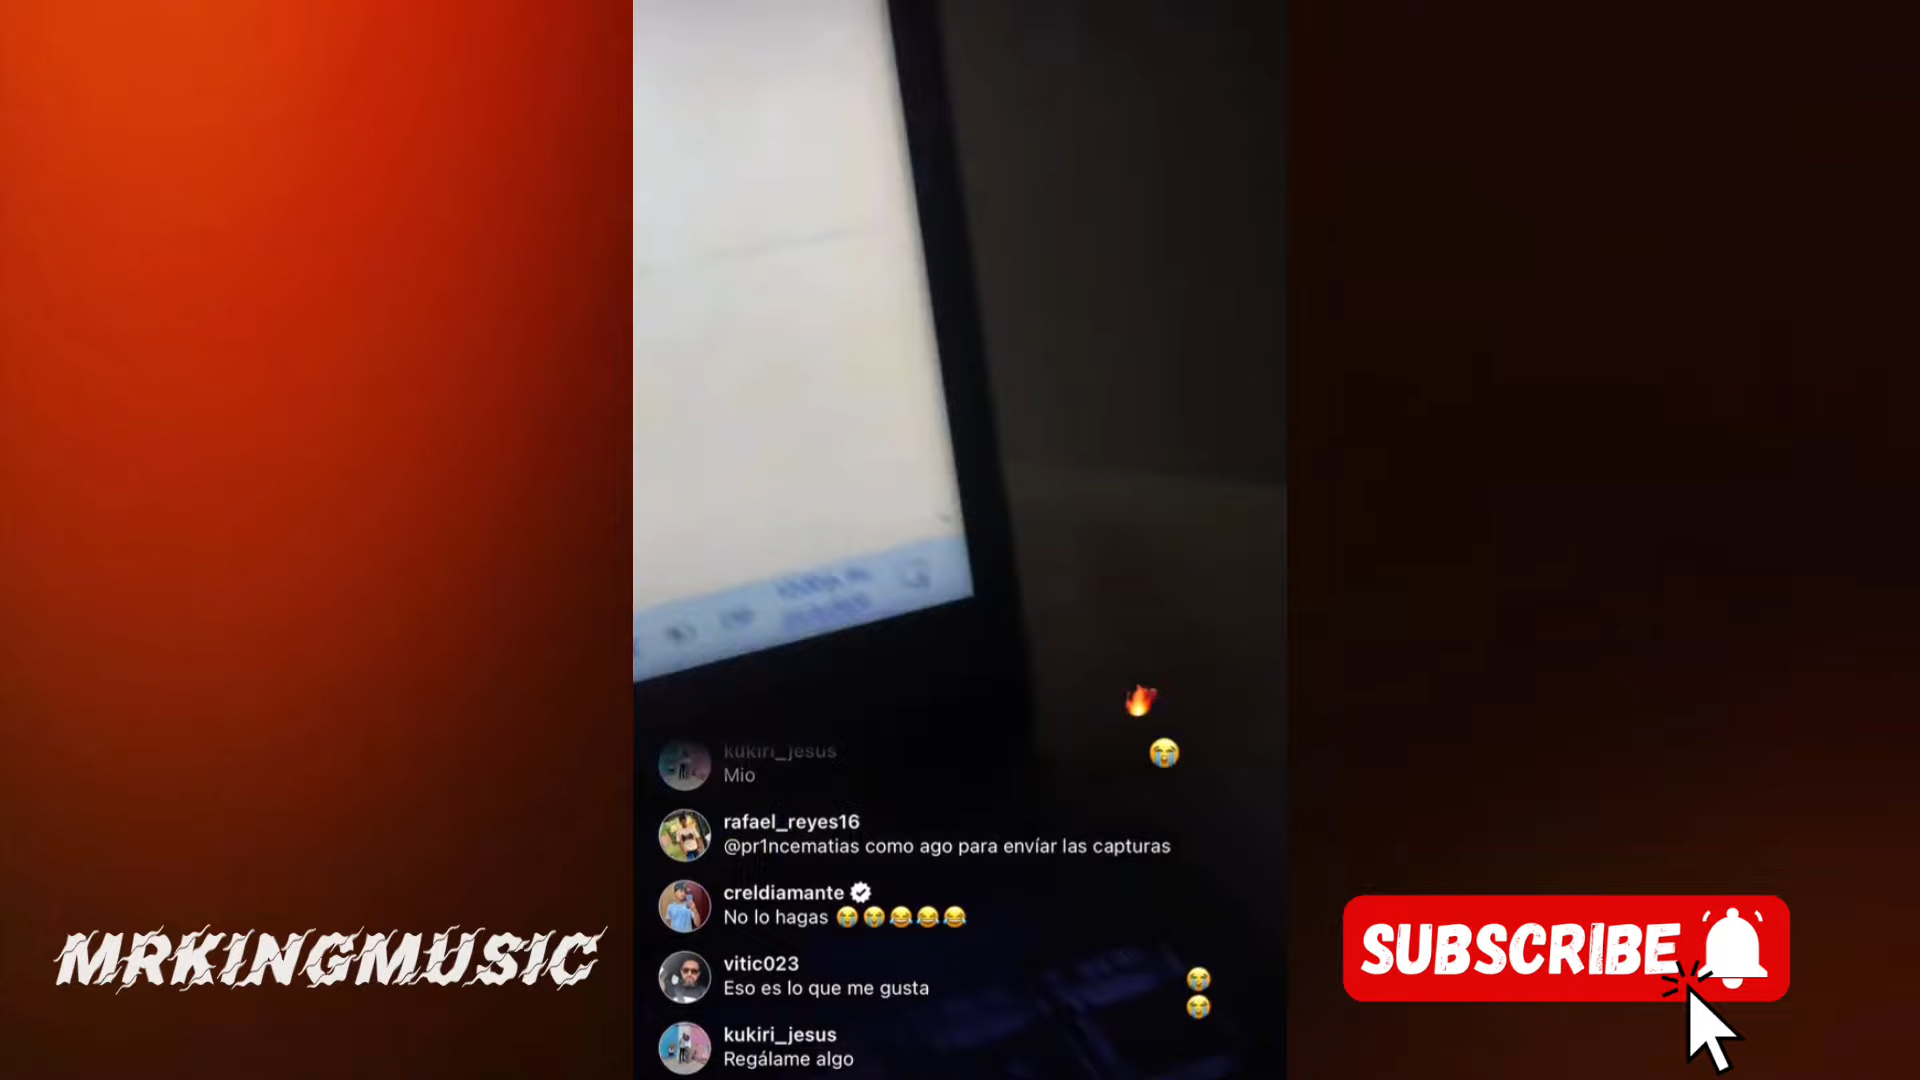 kukiri_jesus
Mio
rafael_reyes16
@pr1ncematias como ago para envíar las capturas
creldiamante
No lo hagas 😭😭😂😂😂
vitic023
Eso es lo que me gusta
kukiri_jesus
Regálame algo
MRKINGMUSIC
SUBSCRIBE